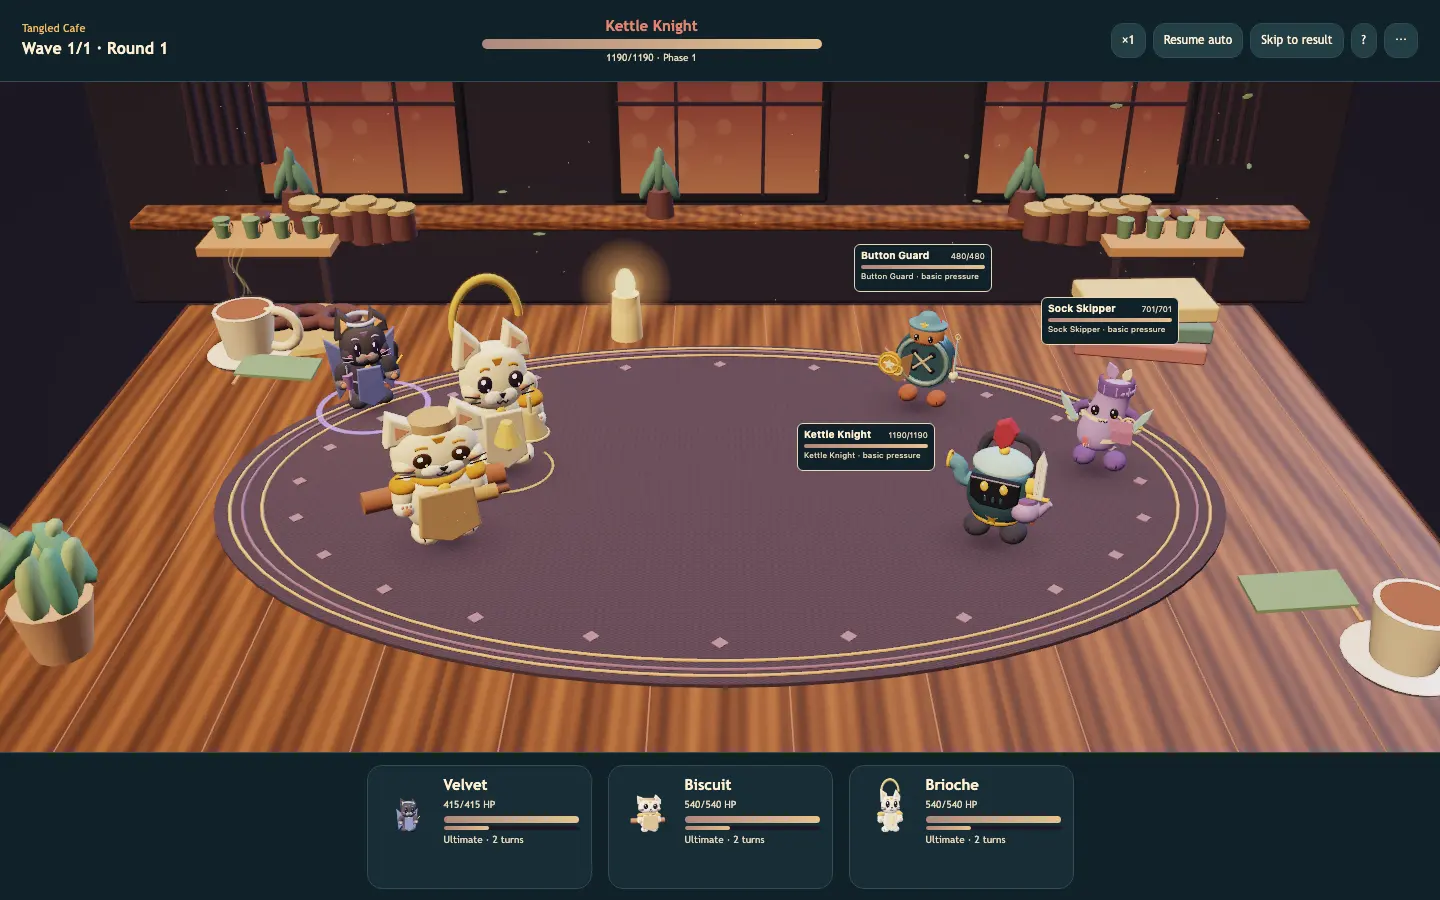 Tangled Cafe
Wave 1/1 · Round 1
Kettle Knight
1190/1190 · Phase 1
×1
Resume auto
Skip to result
?
···
Button Guard 480/480
Button Guard · basic pressure
Sock Skipper 701/701
Sock Skipper · basic pressure
Kettle Knight 1190/1190
Kettle Knight · basic pressure
Velvet
415/415 HP
Ultimate · 2 turns
Biscuit
540/540 HP
Ultimate · 2 turns
Brioche
540/540 HP
Ultimate · 2 turns